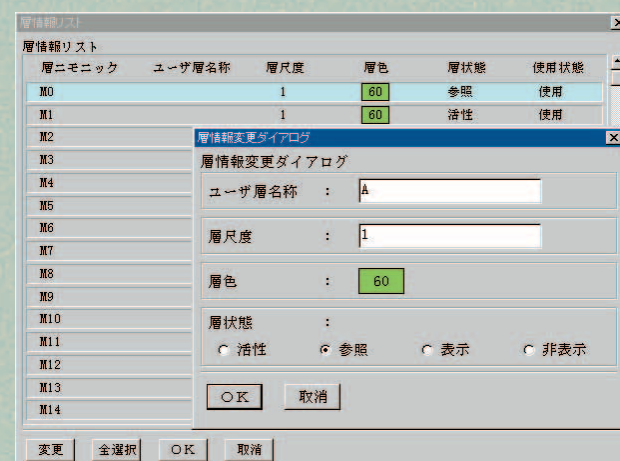 層情報リスト
層情報リスト
層ニモニック ユーザ層名称 層尺度 層色 層状態 使用状態
M0 1 60 参照 使用
M1 1 60 活性 使用
M2
M3
M4
M5
M6
M7
M8
M9
M10
M11
M12
M13
M14
層情報変更ダイアログ
層情報変更ダイアログ
ユーザ層名称 : A
層尺度 : 1
層色 : 60
層状態 :
活性 参照 表示 非表示
OK 取消
変更 全選択 OK 取消